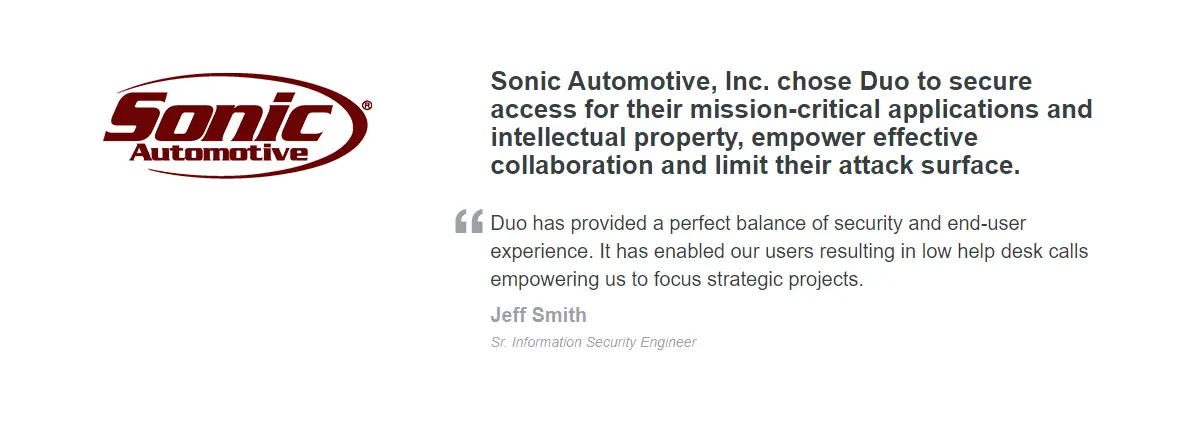 Sonic®
Automotive
Sonic Automotive, Inc. chose Duo to secure
access for their mission-critical applications and
intellectual property, empower effective
collaboration and limit their attack surface.
“ Duo has provided a perfect balance of security and end-user
experience. It has enabled our users resulting in low help desk calls
empowering us to focus strategic projects.
Jeff Smith
Sr. Information Security Engineer